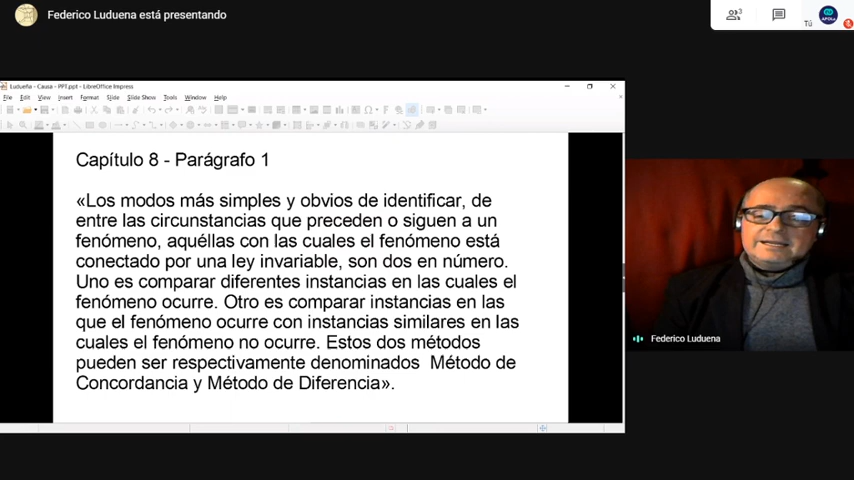 Federico Luduena está presentando
3
Tú
APOLa
Ludueña - Causa - PPT.ppt - LibreOffice Impress
File Edit View Insert Format Slide Slide Show Tools Window Help
Capítulo 8 - Parágrafo 1
«Los modos más simples y obvios de identificar, de
entre las circunstancias que preceden o siguen a un
fenómeno, aquéllas con las cuales el fenómeno está
conectado por una ley invariable, son dos en número.
Uno es comparar diferentes instancias en las cuales el
fenómeno ocurre. Otro es comparar instancias en las
que el fenómeno ocurre con instancias similares en las
cuales el fenómeno no ocurre. Estos dos métodos
pueden ser respectivamente denominados Método de
Concordancia y Método de Diferencia».
Federico Luduena